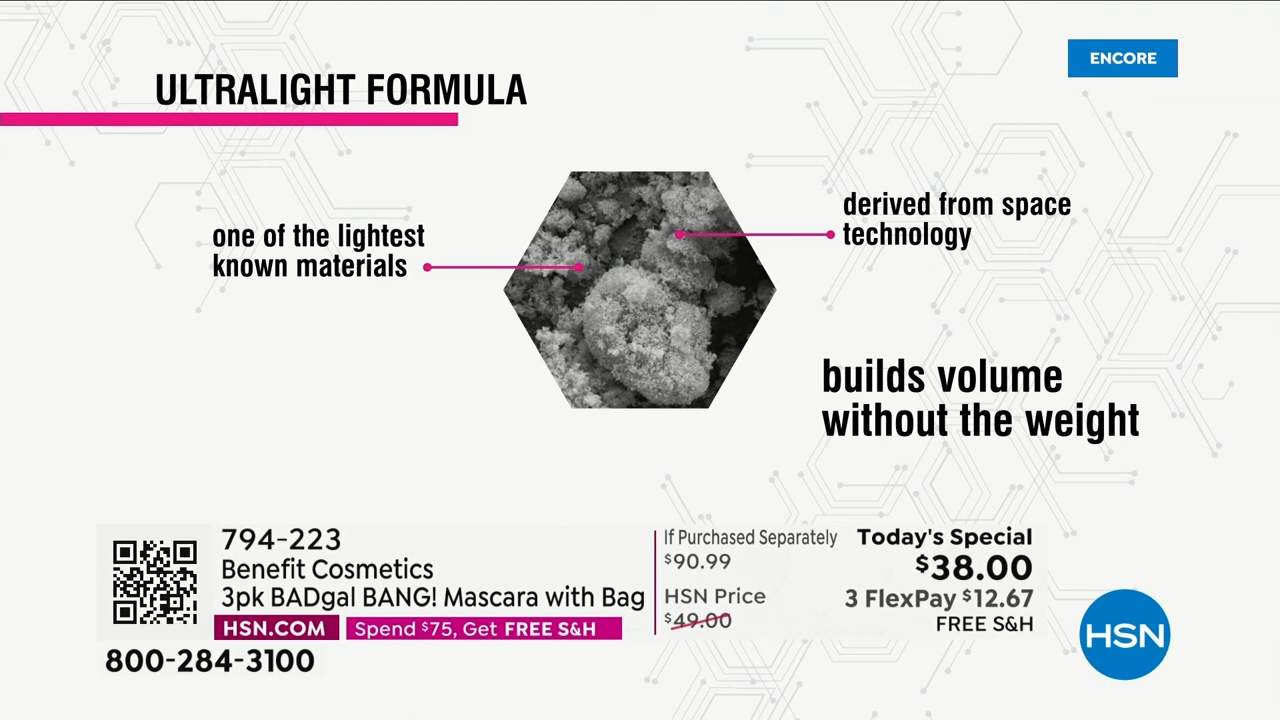 ENCORE
ULTRALIGHT FORMULA
one of the lightest
known materials
derived from space
technology
builds volume
without the weight
794-223
Benefit Cosmetics
3pk BADgal BANG! Mascara with Bag
HSN.COM
Spend $75, Get FREE S&H
800-284-3100
If Purchased Separately
$90.99
HSN Price
$49.00
Today's Special
$38.00
3 FlexPay $12.67
FREE S&H
HSN